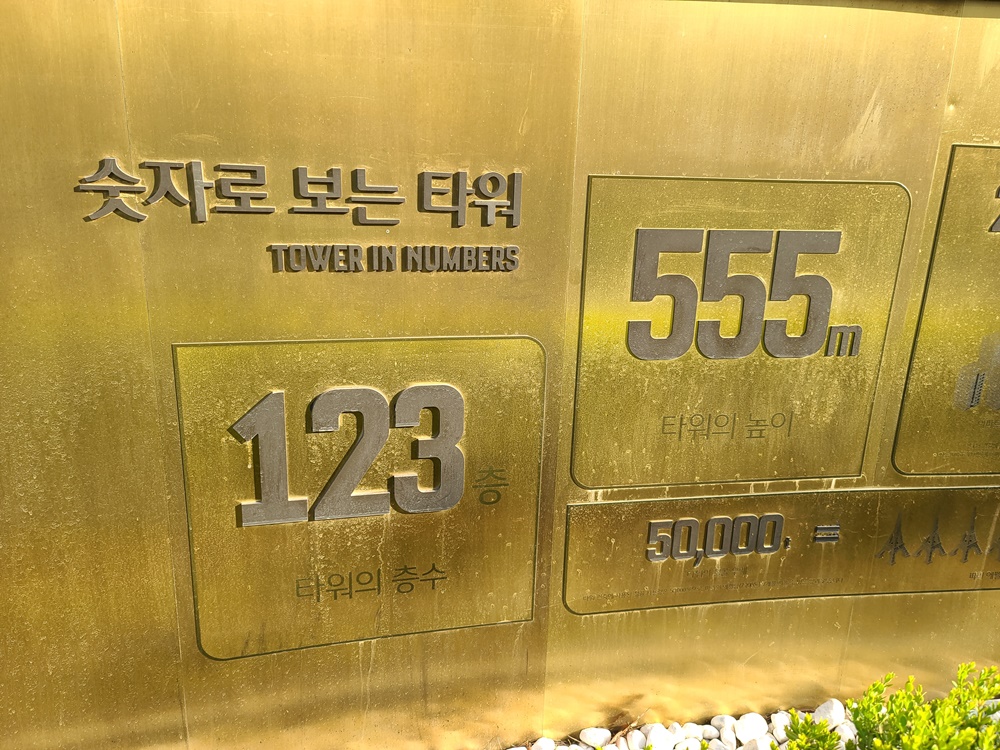 숫자로 보는 타워
TOWER IN NUMBERS
123층
타워의 층수
555m
타워의 높이
50,000 =